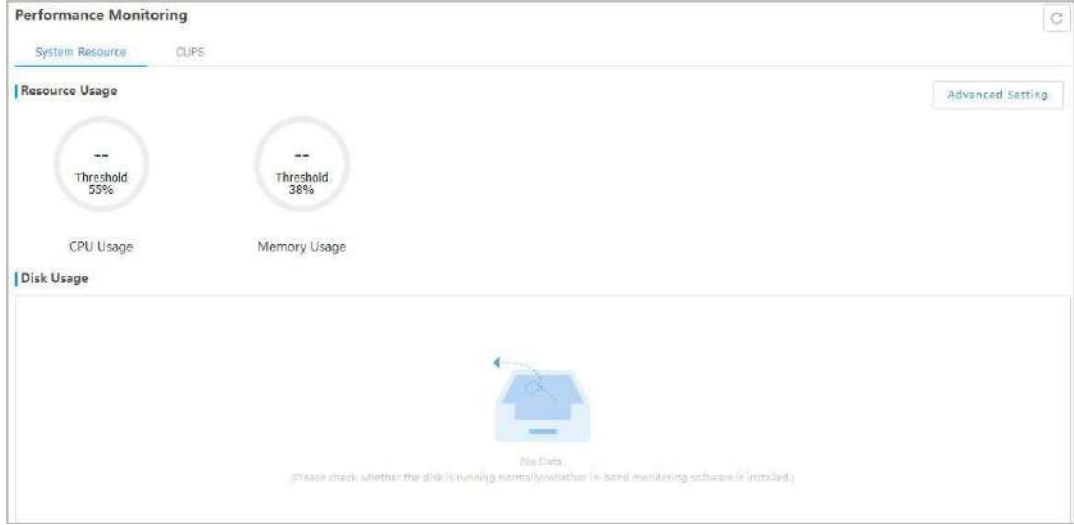 Performance Monitoring
System Resource CUPS
Resource Usage
Advanced Setting
--
Threshold
55%
CPU Usage
--
Threshold
38%
Memory Usage
Disk Usage
No Data
(Please check whether the disk is running normally/whether in-band monitoring software is installed.)